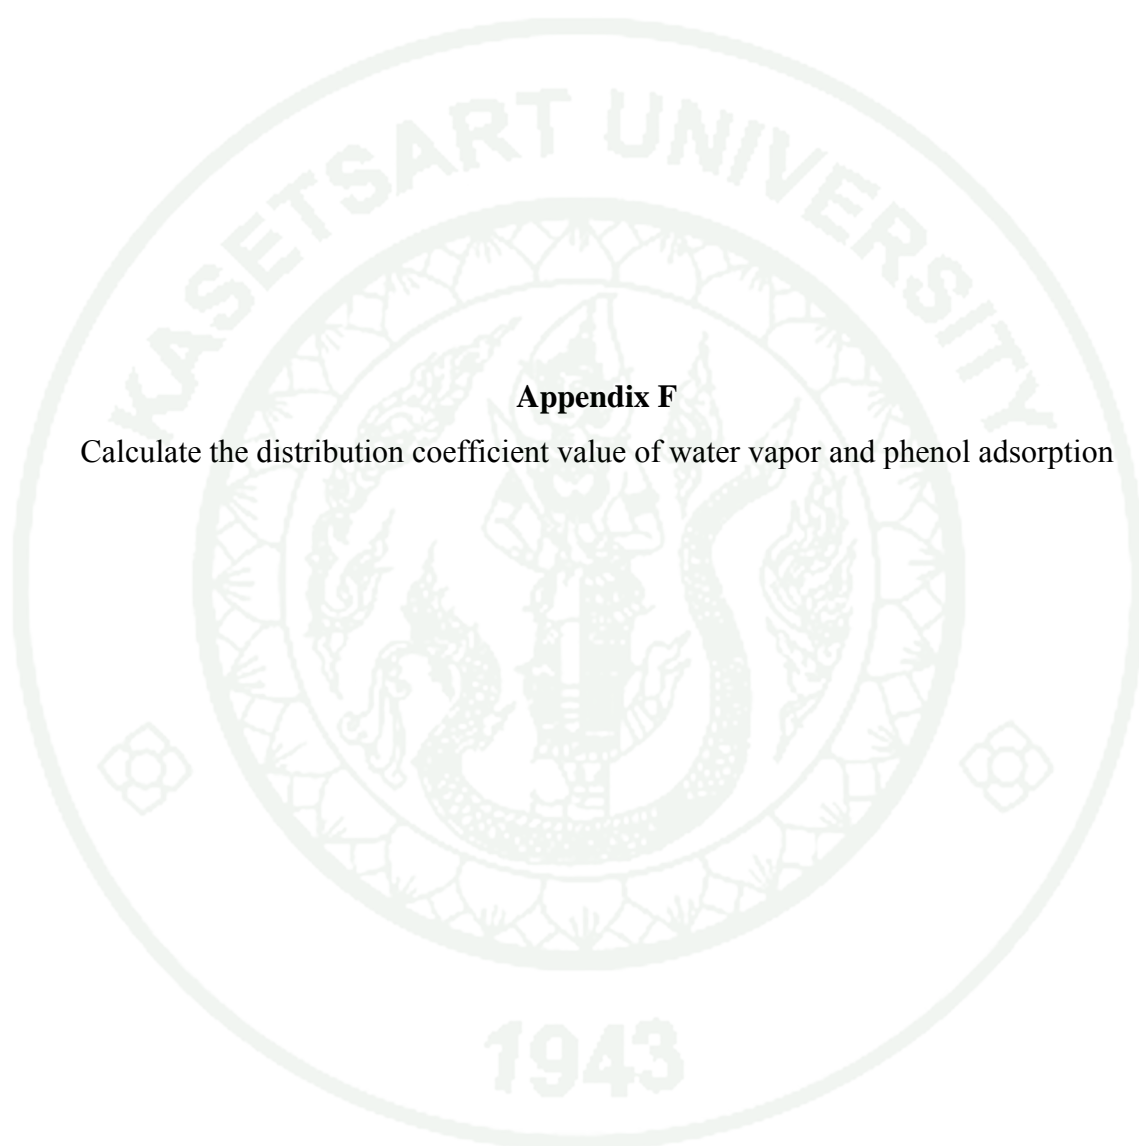 KASETSART UNIVERSITY
Appendix F
Calculate the distribution coefficient value of water vapor and phenol adsorption
1943